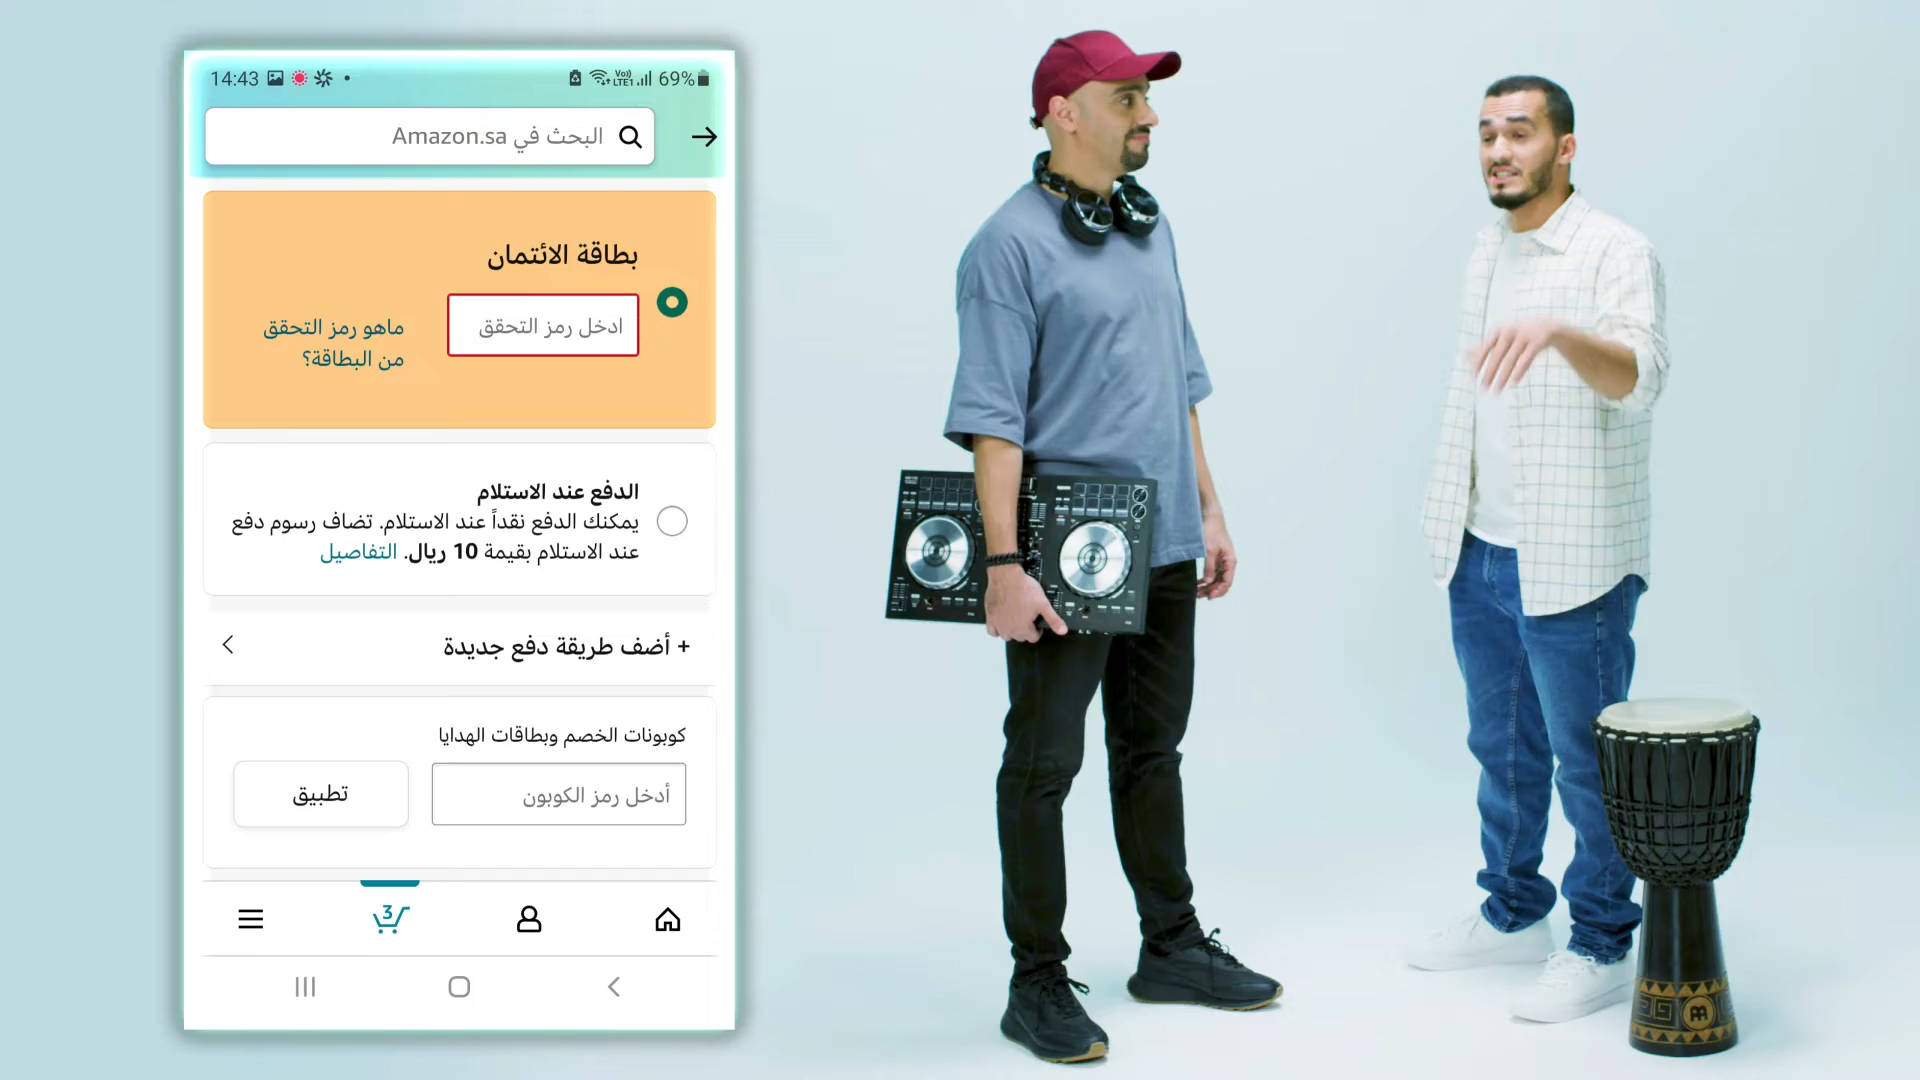 14:43
Vo))
LTE1
69%
البحث في Amazon.sa
بطاقة الائتمان
ادخل رمز التحقق
ماهو رمز التحقق
من البطاقة؟
الدفع عند الاستلام
يمكنك الدفع نقداً عند الاستلام. تضاف رسوم دفع
عند الاستلام بقيمة 10 ريال. التفاصيل
+ أضف طريقة دفع جديدة
كوبونات الخصم وبطاقات الهدايا
أدخل رمز الكوبون
تطبيق
3